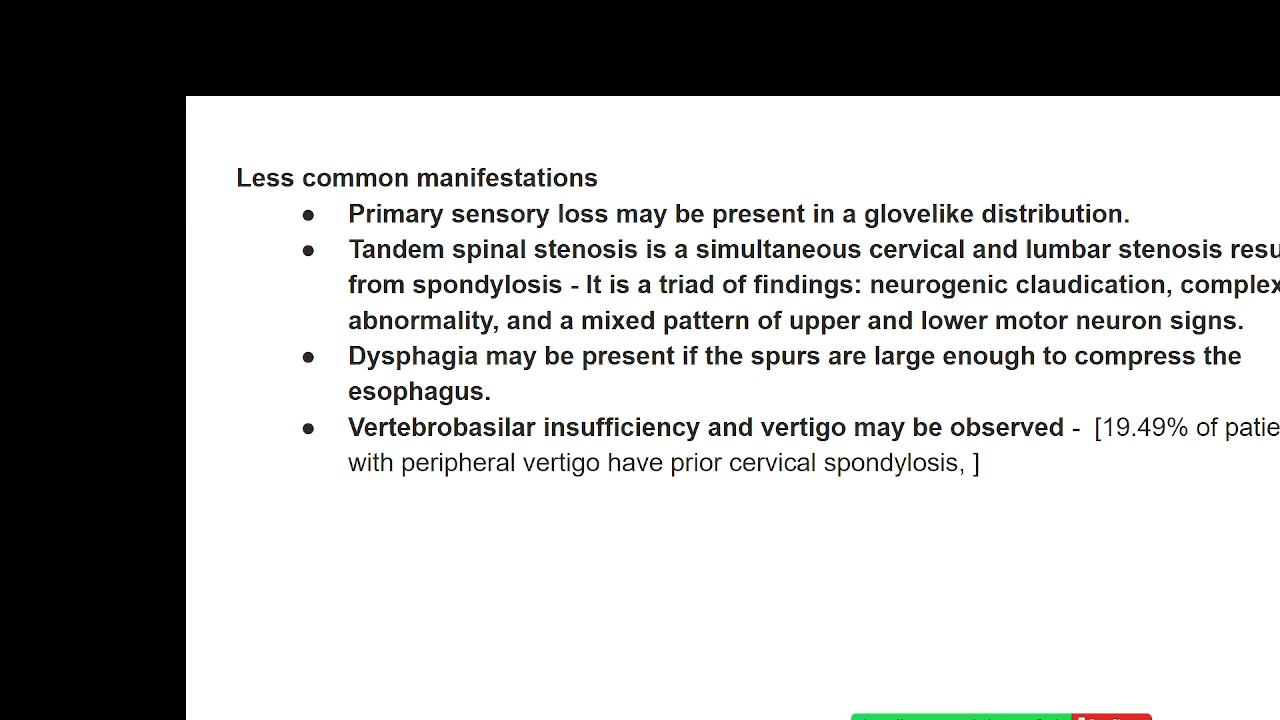 Less common manifestations
● Primary sensory loss may be present in a glovelike distribution.
● Tandem spinal stenosis is a simultaneous cervical and lumbar stenosis
from spondylosis - It is a triad of findings: neurogenic claudication, complex
abnormality, and a mixed pattern of upper and lower motor neuron signs.
● Dysphagia may be present if the spurs are large enough to compress the
esophagus.
● Vertebrobasilar insufficiency and vertigo may be observed - [19.49% of
with peripheral vertigo have prior cervical spondylosis, ]